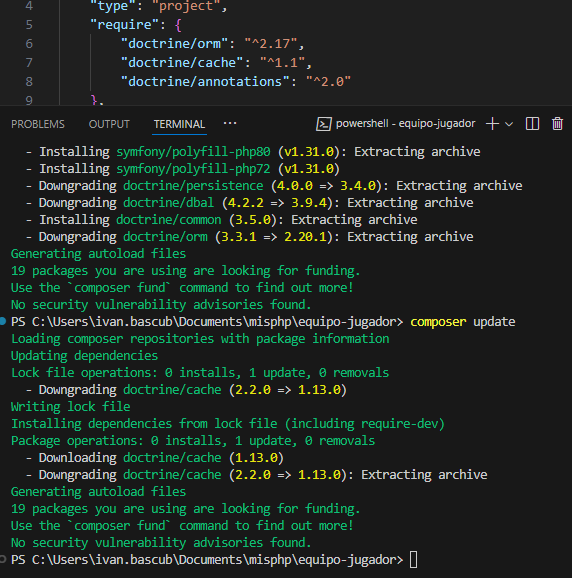 4 "type": "project",
5 "require": {
6 "doctrine/orm": "^2.17",
7 "doctrine/cache": "^1.1",
8 "doctrine/annotations": "^2.0"
9 },
PROBLEMS OUTPUT TERMINAL ··· powershell - equipo-jugador
- Installing symfony/polyfill-php80 (v1.31.0): Extracting archive
- Installing symfony/polyfill-php72 (v1.31.0)
- Downgrading doctrine/persistence (4.0.0 => 3.4.0): Extracting archive
- Downgrading doctrine/dbal (4.2.2 => 3.9.4): Extracting archive
- Installing doctrine/common (3.5.0): Extracting archive
- Downgrading doctrine/orm (3.3.1 => 2.20.1): Extracting archive
Generating autoload files
19 packages you are using are looking for funding.
Use the `composer fund` command to find out more!
No security vulnerability advisories found.
PS C:\Users\ivan.bascub\Documents\misphp\equipo-jugador> composer update
Loading composer repositories with package information
Updating dependencies
Lock file operations: 0 installs, 1 update, 0 removals
- Downgrading doctrine/cache (2.2.0 => 1.13.0)
Writing lock file
Installing dependencies from lock file (including require-dev)
Package operations: 0 installs, 1 update, 0 removals
- Downloading doctrine/cache (1.13.0)
- Downgrading doctrine/cache (2.2.0 => 1.13.0): Extracting archive
Generating autoload files
19 packages you are using are looking for funding.
Use the `composer fund` command to find out more!
No security vulnerability advisories found.
PS C:\Users\ivan.bascub\Documents\misphp\equipo-jugador>